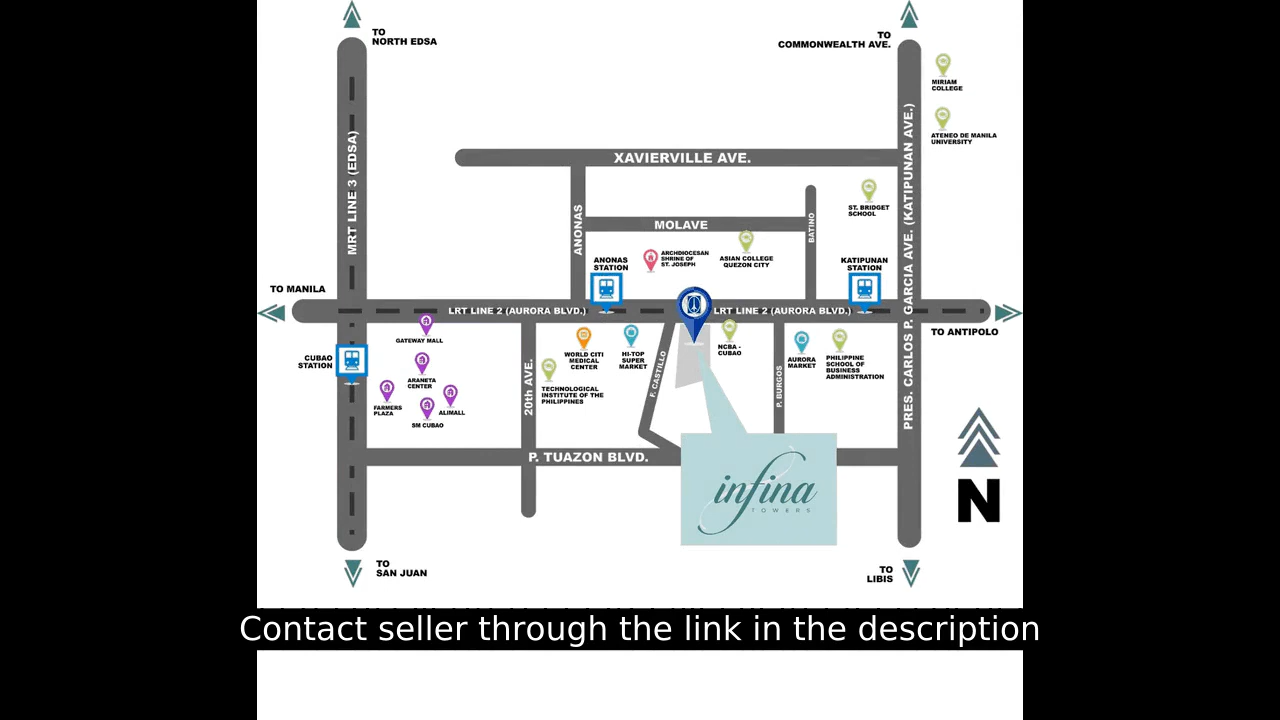 TO
NORTH EDSA
TO
COMMONWEALTH AVE.
MIRIAM
COLLEGE
ATENEO DE MANILA
UNIVERSITY
MRT LINE 3 (EDSA)
XAVIERVILLE AVE.
PRES. CARLOS P. GARCIA AVE. (KATIPUNAN AVE.)
ST. BRIDGET
SCHOOL
ANONAS
MOLAVE
BATINO
ANONAS
STATION
ARCHDIOCESAN
SHRINE OF
ST. JOSEPH
ASIAN COLLEGE
QUEZON CITY
KATIPUNAN
STATION
TO MANILA
LRT LINE 2 (AURORA BLVD.)
LRT LINE 2 (AURORA BLVD.)
TO ANTIPOLO
GATEWAY MALL
CUBAO
STATION
WORLD CITI
MEDICAL
CENTER
HI-TOP
SUPER
MARKET
NCBA -
CUBAO
AURORA
MARKET
PHILIPPINE
SCHOOL OF
BUSINESS
ADMINISTRATION
ARANETA
CENTER
20th AVE.
TECHNOLOGICAL
INSTITUTE OF THE
PHILIPPINES
F. CASTILLO
P. BURGOS
FARMERS
PLAZA
ALIMALL
SM CUBAO
P. TUAZON BLVD.
infina
TOWERS
N
TO
SAN JUAN
TO
LIBIS
Contact seller through the link in the description